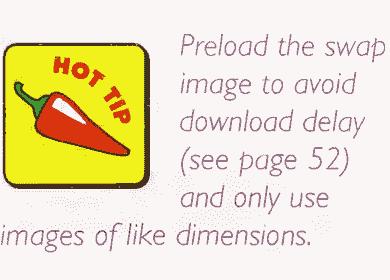 HOT TIP
Preload the swap
image to avoid
download delay
(see page 52)
and only use
images of like dimensions.